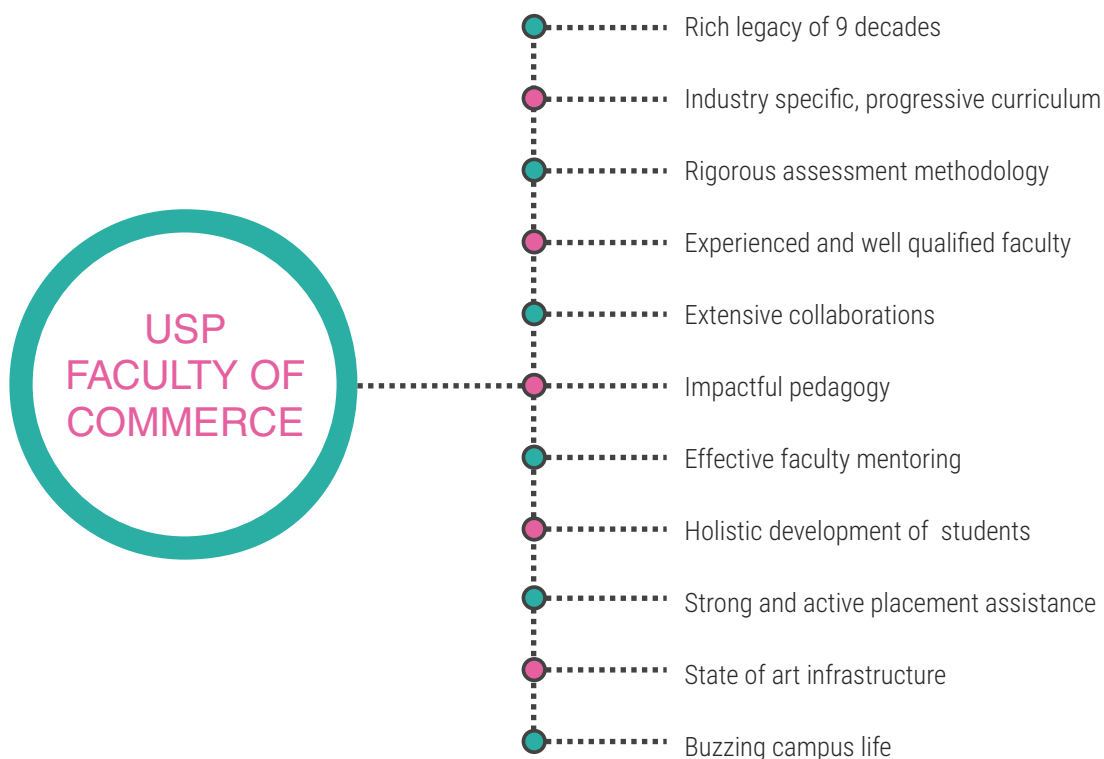 USP
FACULTY OF
COMMERCE
Rich legacy of 9 decades
Industry specific, progressive curriculum
Rigorous assessment methodology
Experienced and well qualified faculty
Extensive collaborations
Impactful pedagogy
Effective faculty mentoring
Holistic development of  students
Strong and active placement assistance
State of art infrastructure
Buzzing campus life